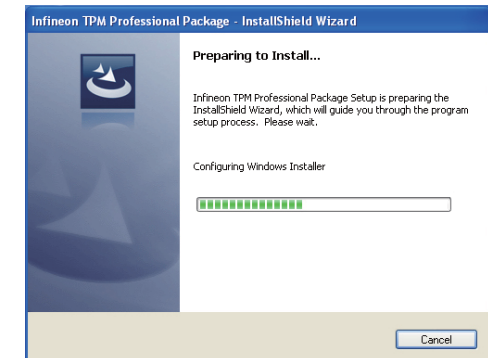 Infineon TPM Professional Package - InstallShield Wizard
Preparing to Install...
Infineon TPM Professional Package Setup is preparing the
InstallShield Wizard, which will guide you through the program
setup process. Please wait.
Configuring Windows Installer
Cancel